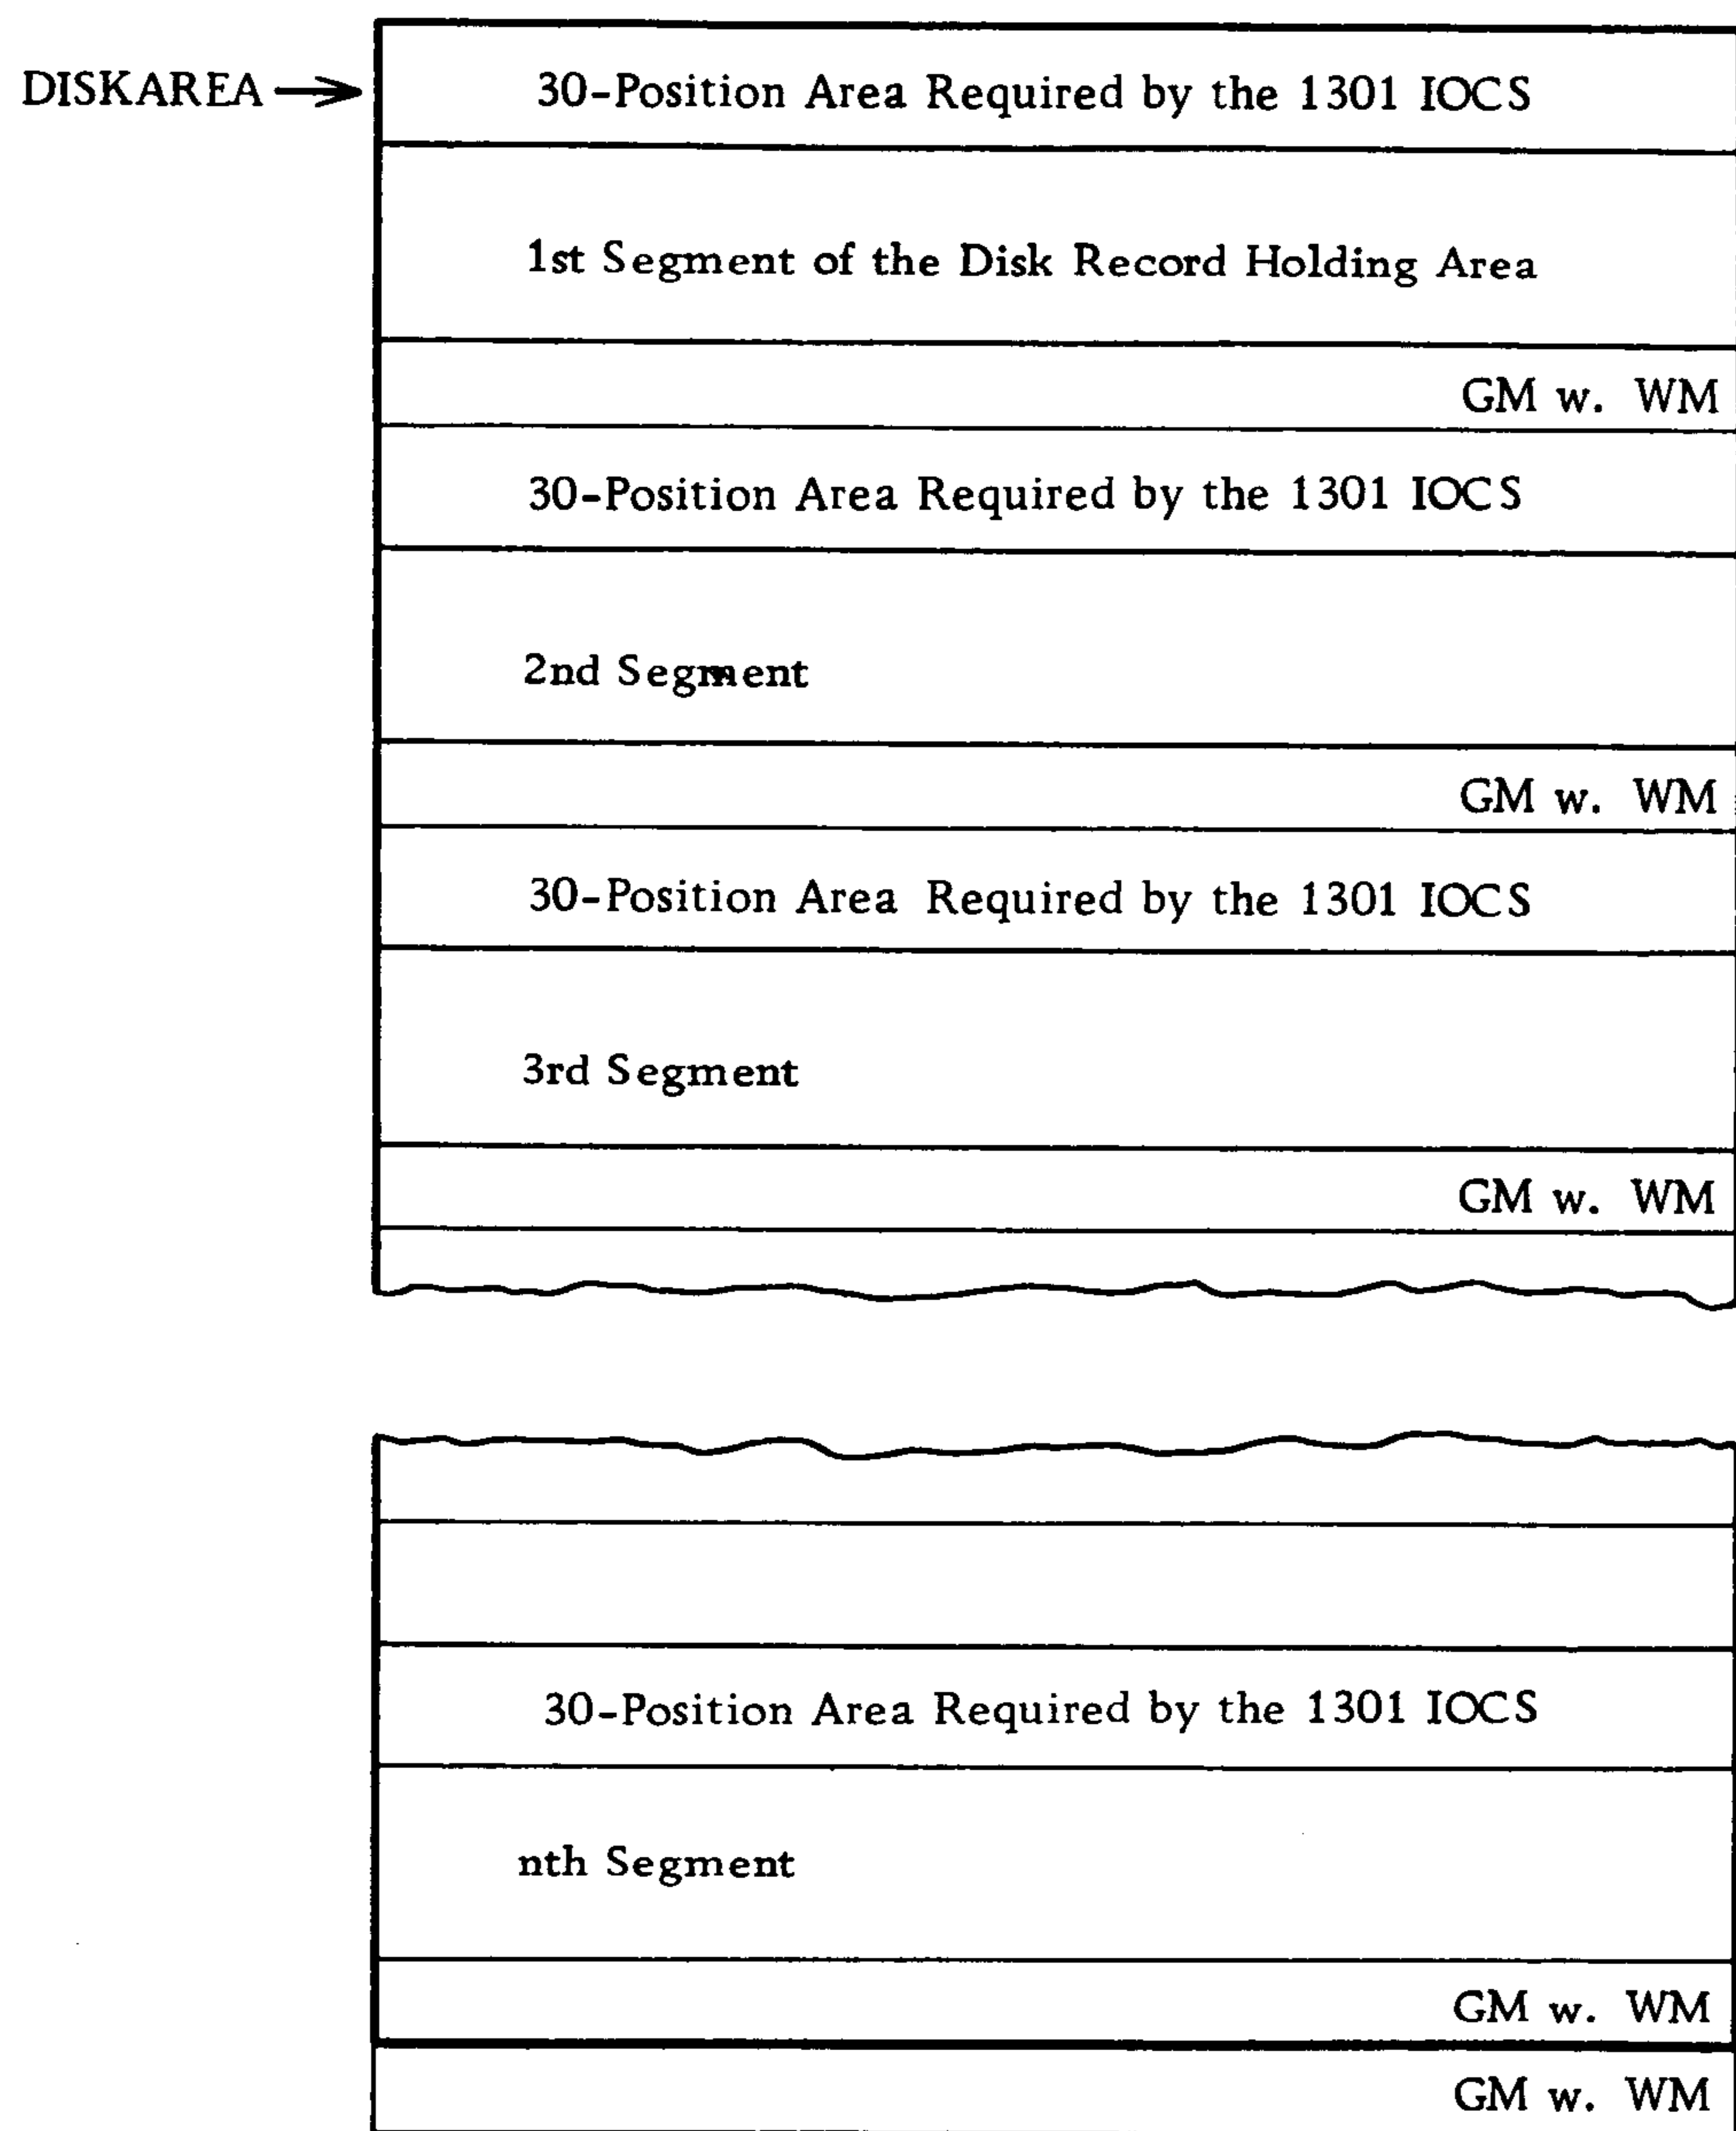 DISKAREA → 30-Position Area Required by the 1301 IOCS
1st Segment of the Disk Record Holding Area
GM w. WM
30-Position Area Required by the 1301 IOCS
2nd Segment
GM w. WM
30-Position Area Required by the 1301 IOCS
3rd Segment
GM w. WM
30-Position Area Required by the 1301 IOCS
nth Segment
GM w. WM
GM w. WM